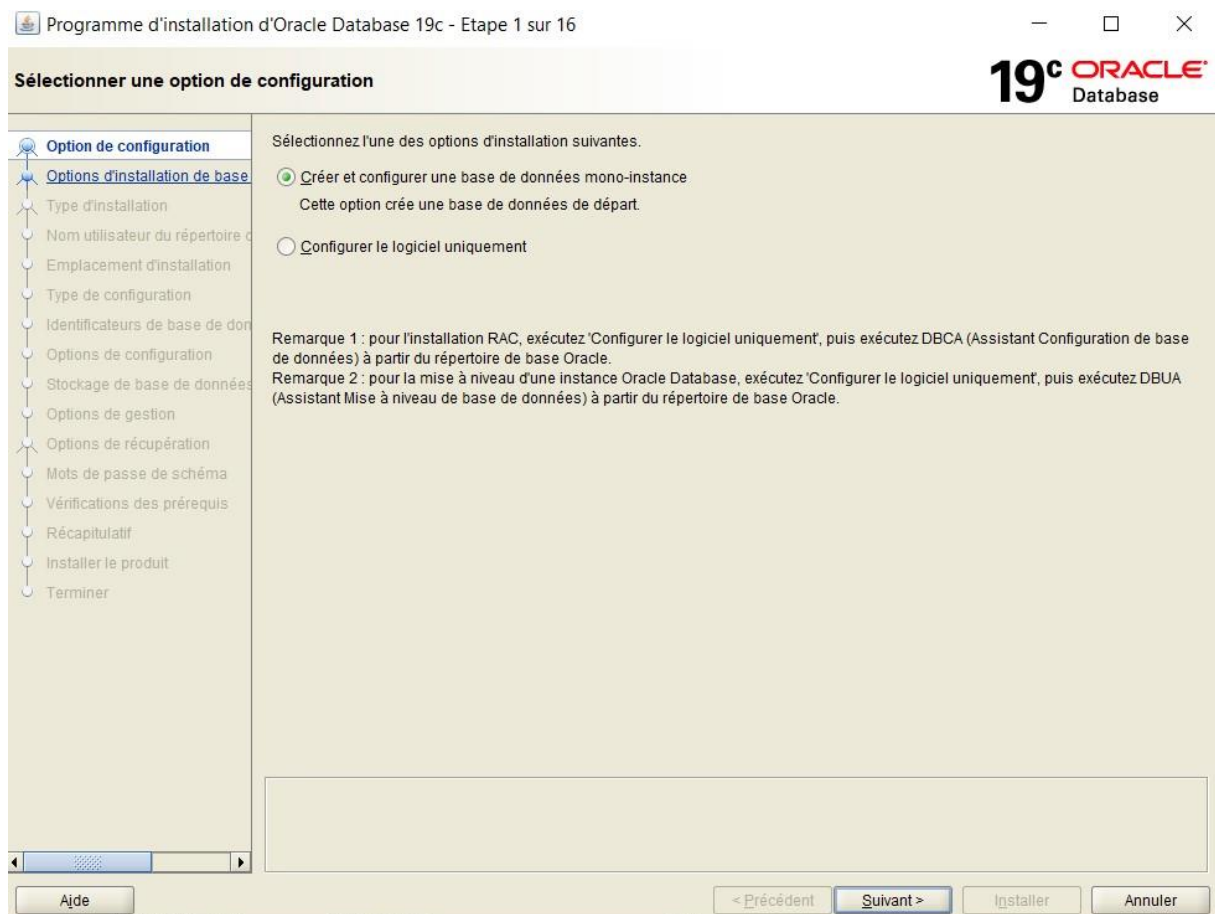 Programme d'installation d'Oracle Database 19c - Etape 1 sur 16
Sélectionner une option de configuration
19c ORACLE
Database
Option de configuration
Options d'installation de base
Type d'installation
Nom utilisateur du répertoire d
Emplacement d'installation
Type de configuration
Identificateurs de base de don
Options de configuration
Stockage de base de données
Options de gestion
Options de récupération
Mots de passe de schéma
Vérifications des prérequis
Récapitulatif
Installer le produit
Terminer
Sélectionnez l'une des options d'installation suivantes.
Créer et configurer une base de données mono-instance
Cette option crée une base de données de départ.
Configurer le logiciel uniquement
Remarque 1 : pour l'installation RAC, exécutez 'Configurer le logiciel uniquement', puis exécutez DBCA (Assistant Configuration de base
de données) à partir du répertoire de base Oracle.
Remarque 2 : pour la mise à niveau d'une instance Oracle Database, exécutez 'Configurer le logiciel uniquement', puis exécutez DBUA
(Assistant Mise à niveau de base de données) à partir du répertoire de base Oracle.
Aide
< Précédent
Suivant >
Installer
Annuler